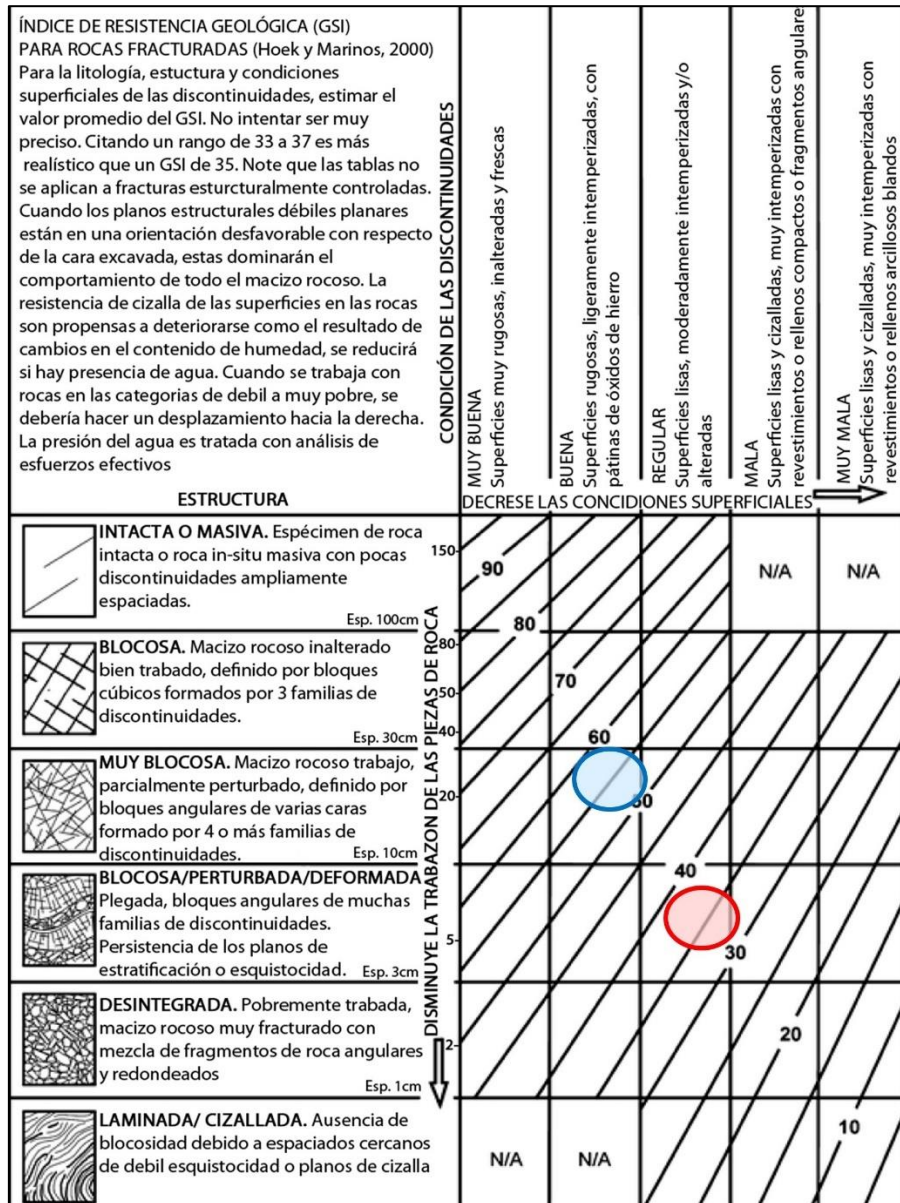 ÍNDICE DE RESISTENCIA GEOLÓGICA (GSI)
PARA ROCAS FRACTURADAS (Hoek y Marinos, 2000)
Para la litología, estuctura y condiciones
superficiales de las discontinuidades, estimar el
valor promedio del GSI. No intentar ser muy
preciso. Citando un rango de 33 a 37 es más
realístico que un GSI de 35. Note que las tablas no
se aplican a fracturas esturcturalmente controladas.
Cuando los planos estructurales débiles planares
están en una orientación desfavorable con respecto
de la cara excavada, estas dominarán el
comportamiento de todo el macizo rocoso. La
resistencia de cizalla de las superficies en las rocas
son propensas a deteriorarse como el resultado de
cambios en el contenido de humedad, se reducirá
si hay presencia de agua. Cuando se trabaja con
rocas en las categorias de debil a muy pobre, se
debería hacer un desplazamiento hacia la derecha.
La presión del agua es tratada con análisis de
esfuerzos efectivos
ESTRUCTURA
CONDICIÓN DE LAS DISCONTINUIDADES
MUY BUENA
Superficies muy rugosas, inalteradas y frescas
BUENA
Superficies rugosas, ligeramente intemperizadas, con
pátinas de óxidos de hierro
REGULAR
Superficies lisas, moderadamente intemperizadas y/o
alteradas
MALA
Superficies lisas y cizalladas, muy intemperizadas con
revestimientos o rellenos compactos o fragmentos angulare
MUY MALA
Superficies lisas y cizalladas, muy intemperizadas con
revestimientos o rellenos arcillosos blandos
DECRESE LAS CONCIDIONES SUPERFICIALES
DISMINUYE LA TRABAZON DE LAS PIEZAS DE ROCA
INTACTA O MASIVA. Espécimen de roca
intacta o roca in-situ masiva con pocas
discontinuidades ampliamente
espaciadas.
Esp. 100cm
150
90
80
N/A
N/A
BLOCOSA. Macizo rocoso inalterado
bien trabado, definido por bloques
cúbicos formados por 3 familias de
discontinuidades.
Esp. 30cm
80
50
40
70
60
MUY BLOCOSA. Macizo rocoso trabajo,
parcialmente perturbado, definido por
bloques angulares de varias caras
formado por 4 o más familias de
discontinuidades.
Esp. 10cm
20
50
BLOCOSA/PERTURBADA/DEFORMADA
Plegada, bloques angulares de muchas
familias de discontinuidades.
Persistencia de los planos de
estratificación o esquistocidad.
Esp. 3cm
5
40
30
DESINTEGRADA. Pobremente trabada,
macizo rocoso muy fracturado con
mezcla de fragmentos de roca angulares
y redondeados
Esp. 1cm
2
20
LAMINADA/ CIZALLADA. Ausencia de
blocosidad debido a espaciados cercanos
de debil esquistocidad o planos de cizalla
N/A
N/A
10